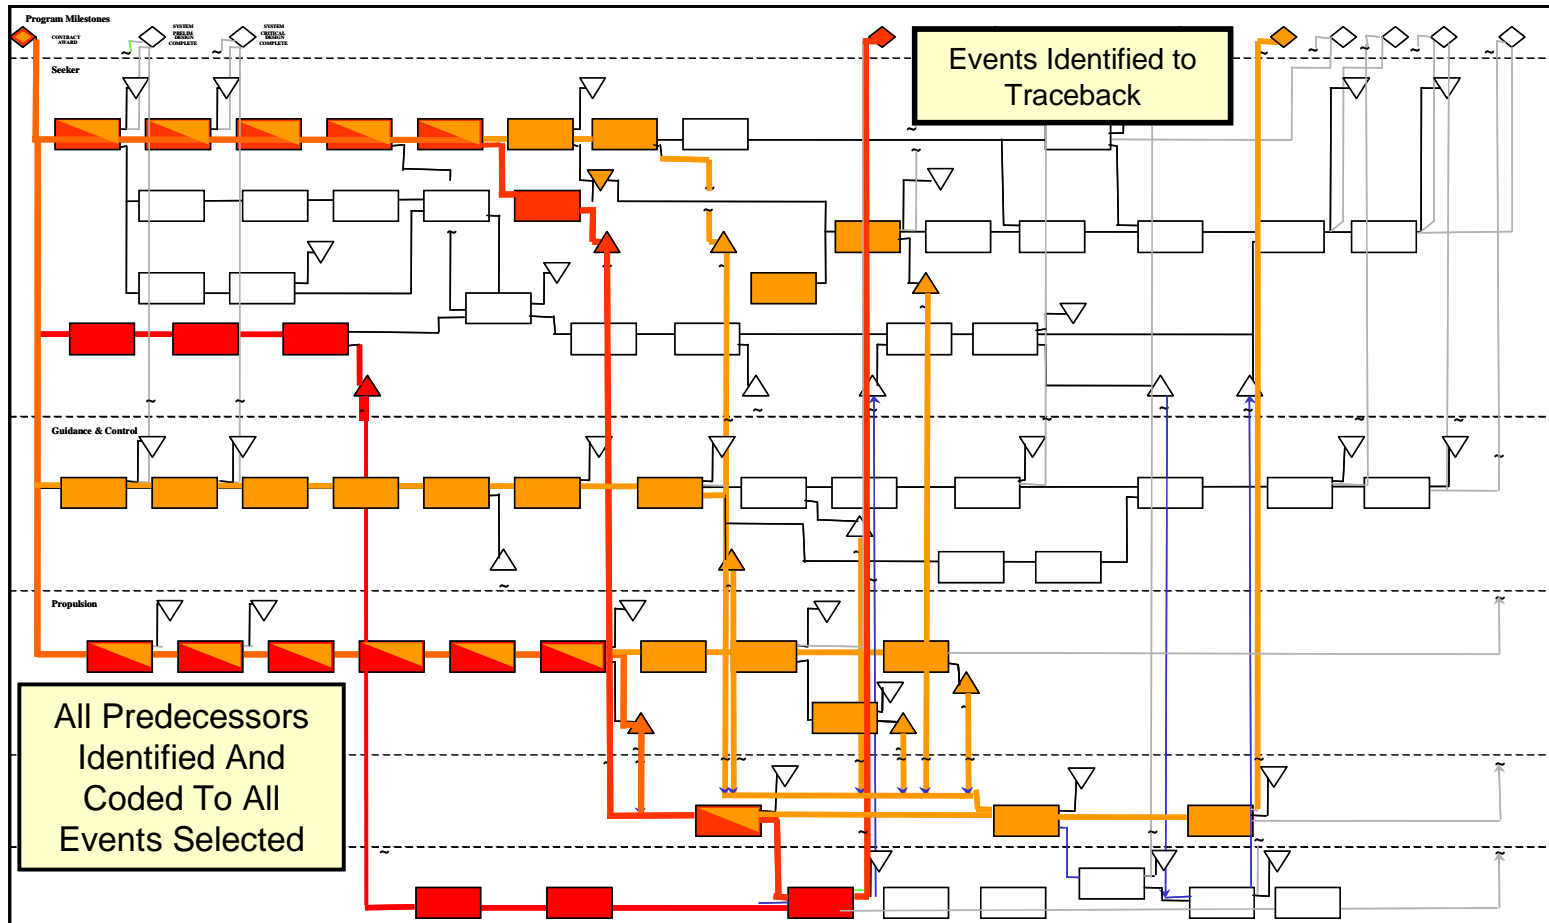 Program Milestones
CONTRACT
AWARD
SYSTEM
PRELIM
DESIGN
COMPLETE
SYSTEM
CRITICAL
DESIGN
COMPLETE
Events Identified to
Traceback
Seeker
Guidance & Control
Propulsion
All Predecessors
Identified And
Coded To All
Events Selected